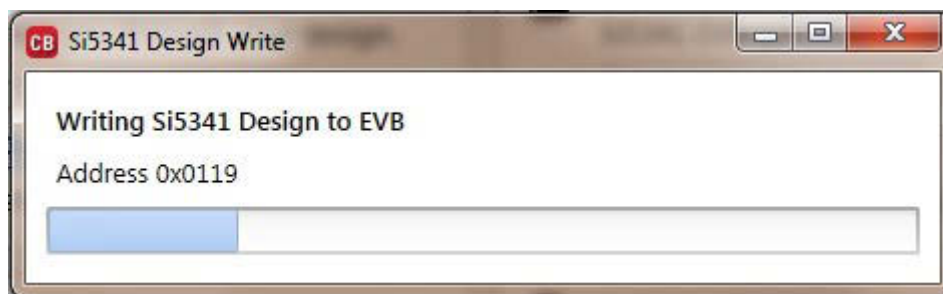 CB Si5341 Design Write
Writing Si5341 Design to EVB
Address 0x0119